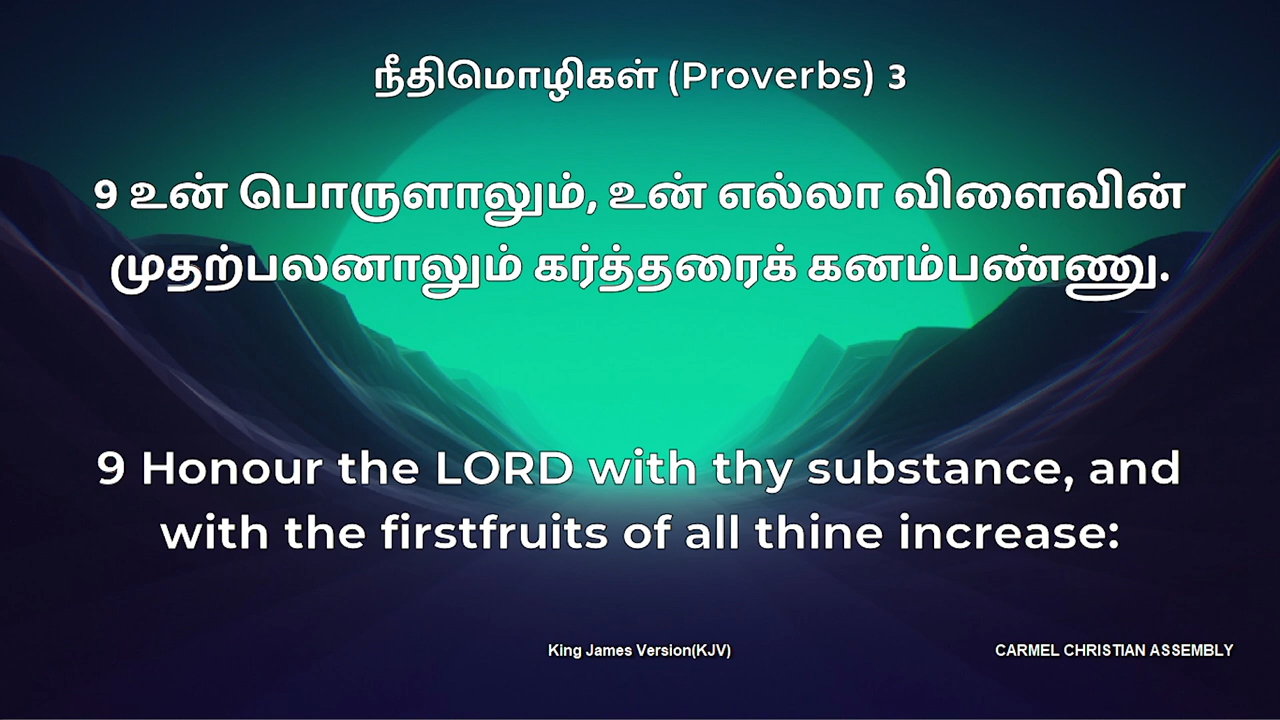 நீதிமொழிகள் (Proverbs) 3
9 உன் பொருளாலும், உன் எல்லா விளைவின்
முதற்பலனாலும் கர்த்தரைக் கனம்பண்ணு.
9 Honour the LORD with thy substance, and
with the firstfruits of all thine increase:
King James Version(KJV)
CARMEL CHRISTIAN ASSEMBLY